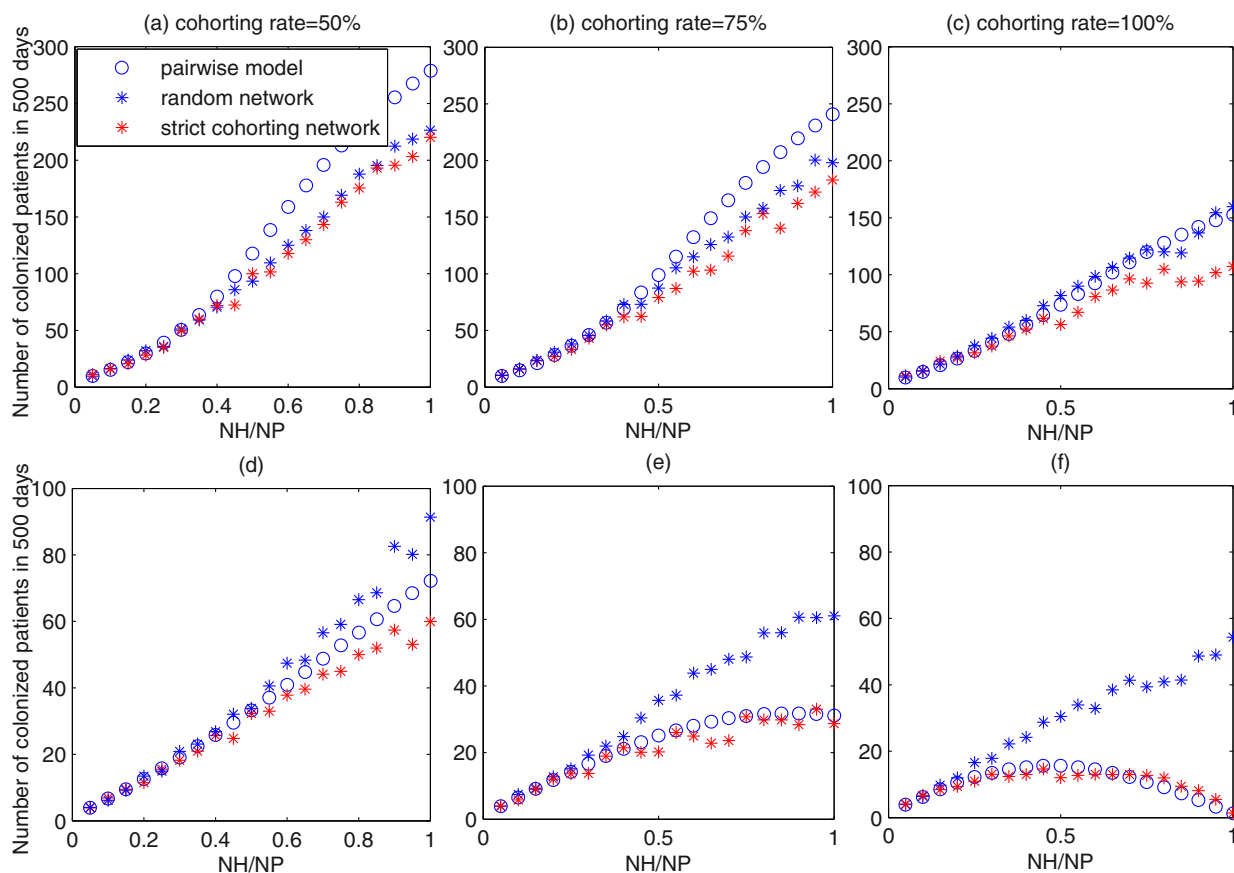 (a) cohorting rate=50%
(b) cohorting rate=75%
(c) cohorting rate=100%
Number of colonized patients in 500 days
300
250
200
150
100
50
0
pairwise model
random network
strict cohorting network
0 0.2 0.4 0.6 0.8 1
NH/NP
300
250
200
150
100
50
0
0 0.5 1
NH/NP
300
250
200
150
100
50
0
0 0.5 1
NH/NP
(d)
(e)
(f)
Number of colonized patients in 500 days
100
80
60
40
20
0
0 0.2 0.4 0.6 0.8 1
NH/NP
100
80
60
40
20
0
0 0.5 1
NH/NP
100
80
60
40
20
0
0 0.5 1
NH/NP